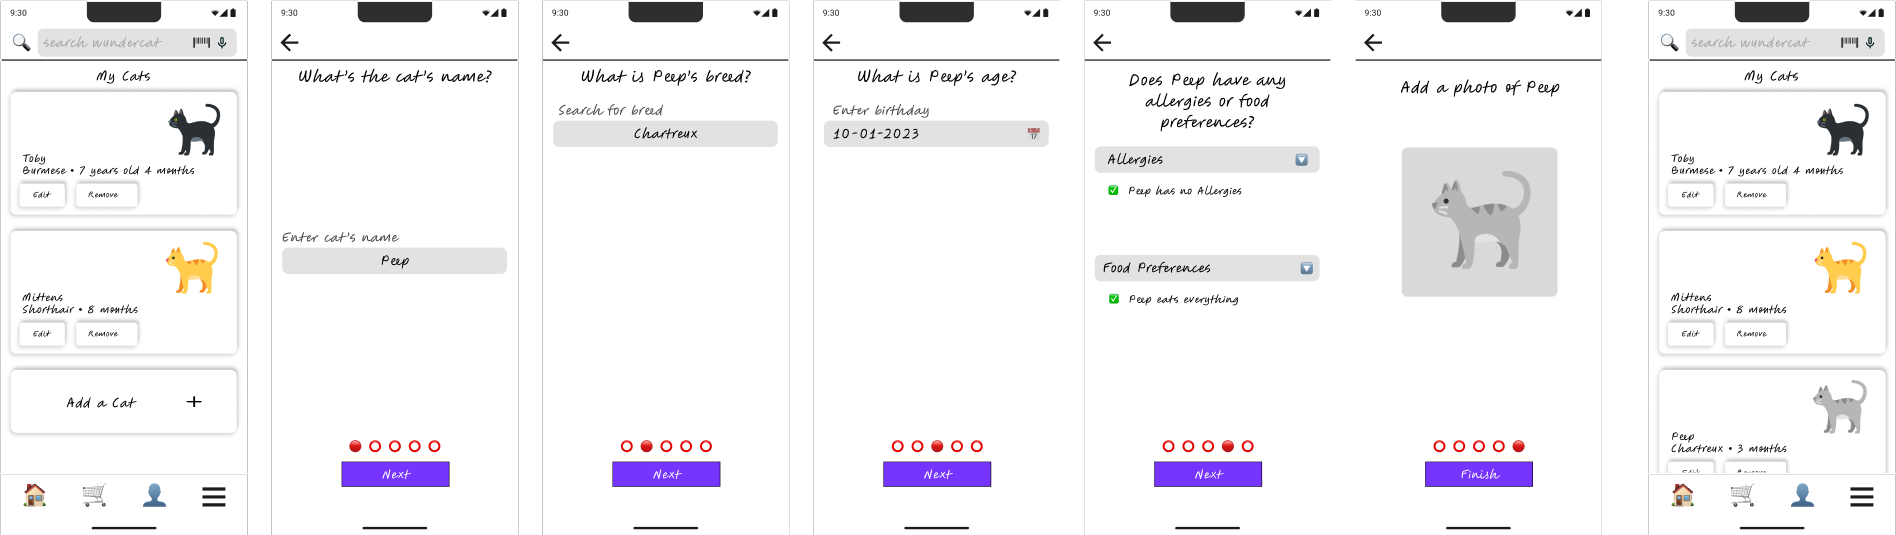 9:30
search wundercat
My Cats
Toby
Burmese • 7 years old 4 months
Edit Remove
Mittens
Shorthair • 8 months
Edit Remove
Add a Cat +
9:30
What's the cat's name?
Enter cat's name
Peep
Next
9:30
What is Peep's breed?
Search for breed
Chartreux
Next
9:30
What is Peep's age?
Enter birthday
10-01-2023
17
Next
9:30
Does Peep have any
allergies or food
preferences?
Allergies
Peep has no Allergies
Food Preferences
Peep eats everything
Next
9:30
Add a photo of Peep
Finish
9:30
search wundercat
My Cats
Toby
Burmese • 7 years old 4 months
Edit Remove
Mittens
Shorthair • 8 months
Edit Remove
Peep
Chartreux • 3 months
Edit Remove